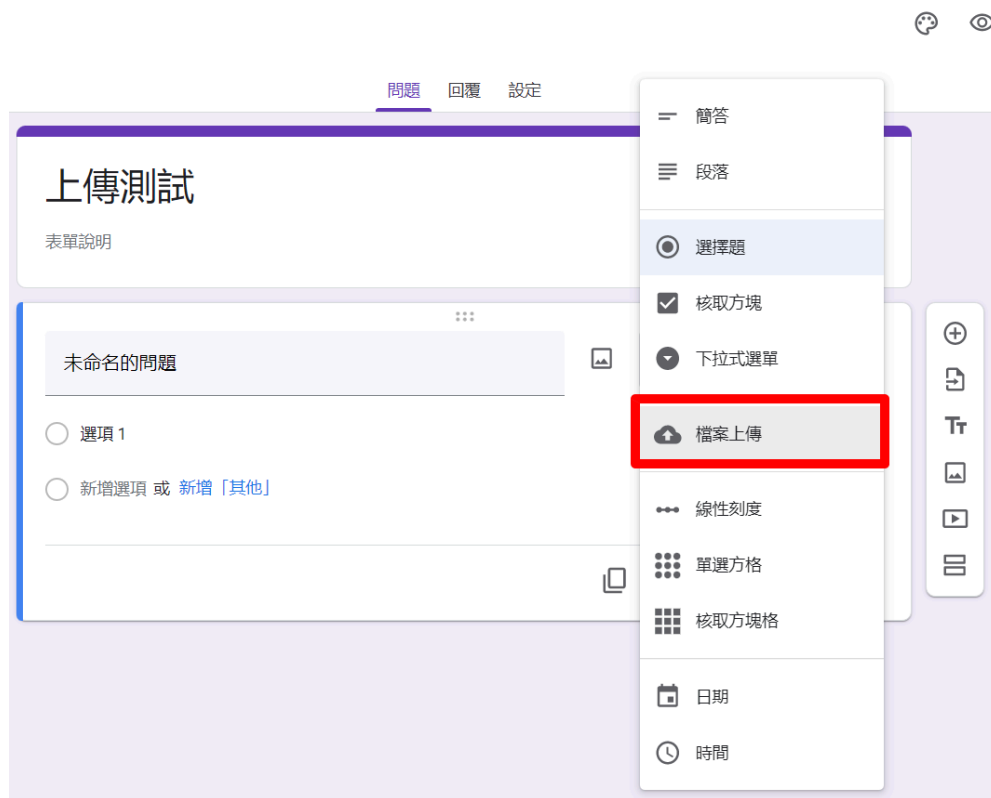 問題 回覆 設定
上傳測試
表單說明
未命名的問題
選項 1
新增選項 或 新增「其他」
簡答
段落
選擇題
核取方塊
下拉式選單
檔案上傳
線性刻度
單選方格
核取方塊格
日期
時間
Tт